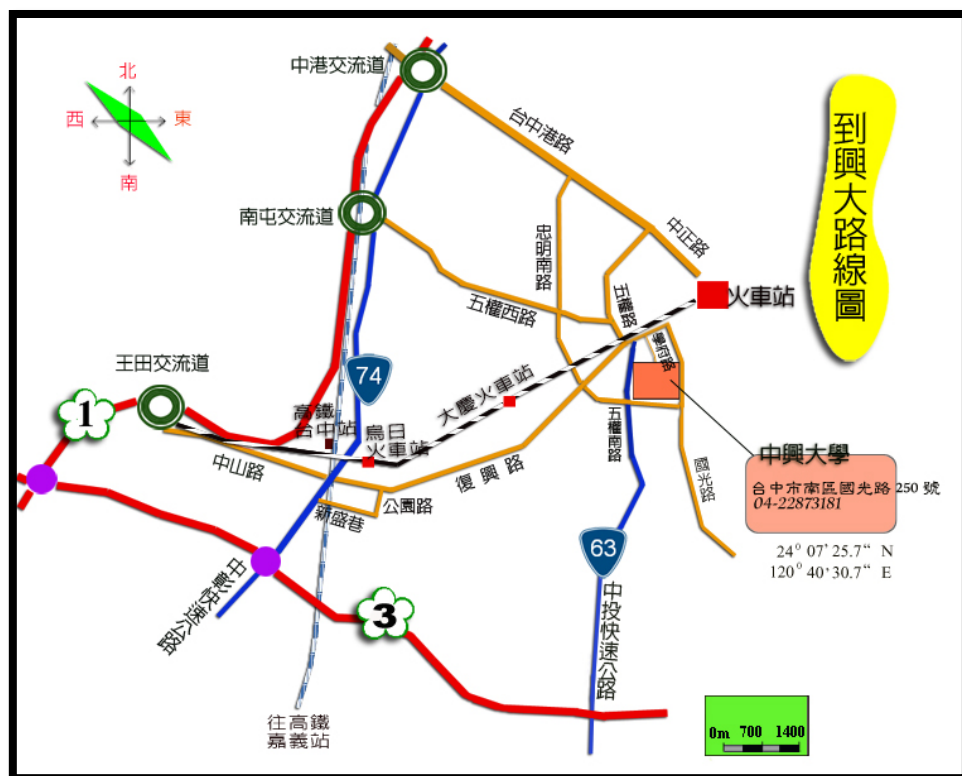 北
西
東
南
中港交流道
台中港路
到興大路線圖
南屯交流道
忠明南路
中正路
五權西路
五權路
火車站
學府路
王田交流道
74
1
高鐵
台中站
烏日
火車站
大慶火車站
五權南路
中山路
復興路
公園路
新盛巷
國光路
中興大學
台中市南區國光路 250 號
04-22873181
24° 07' 25.7“ N
120° 40' 30.7“ E
63
中彰快速公路
3
中投快速公路
往高鐵
嘉義站
0m 700 1400